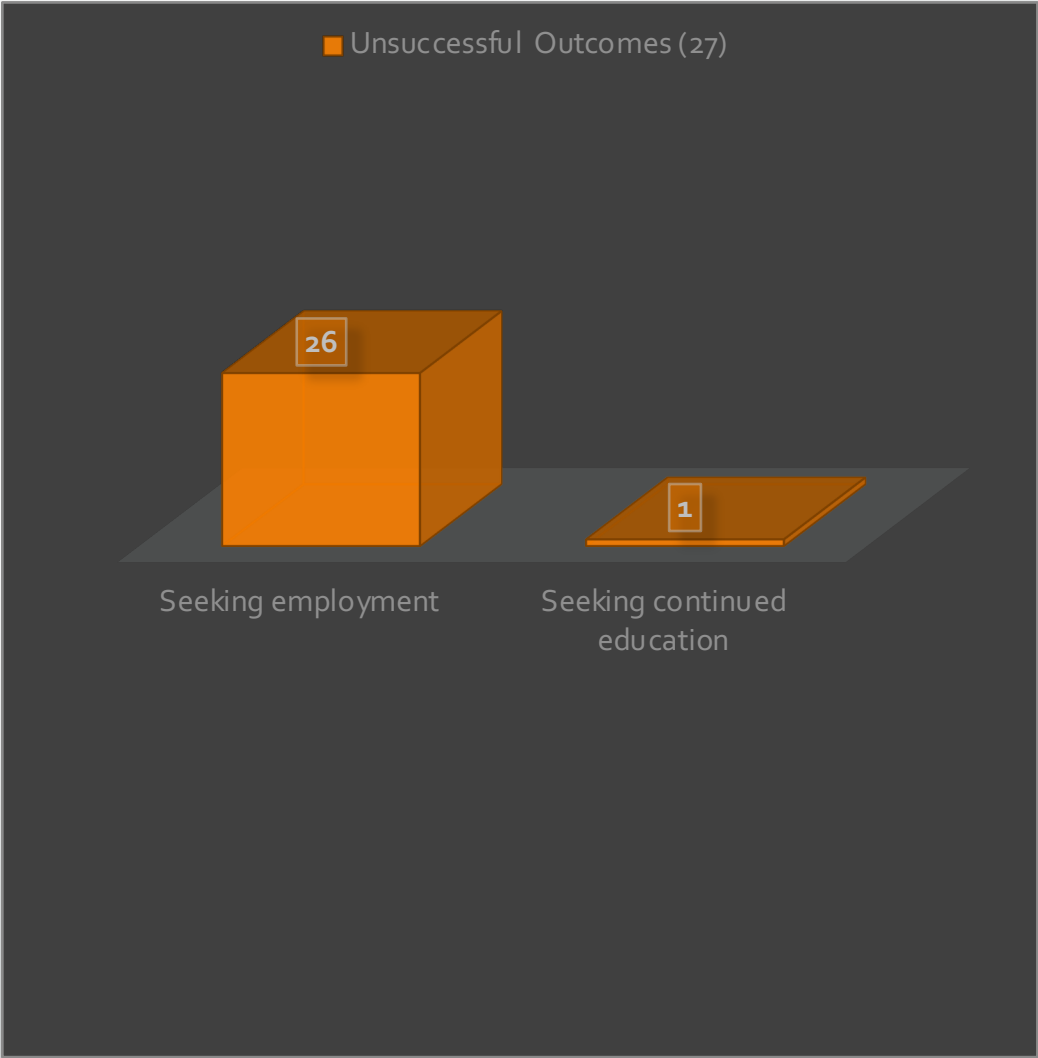 Unsuccessful Outcomes (27)
26
1
Seeking employment
Seeking continued
education